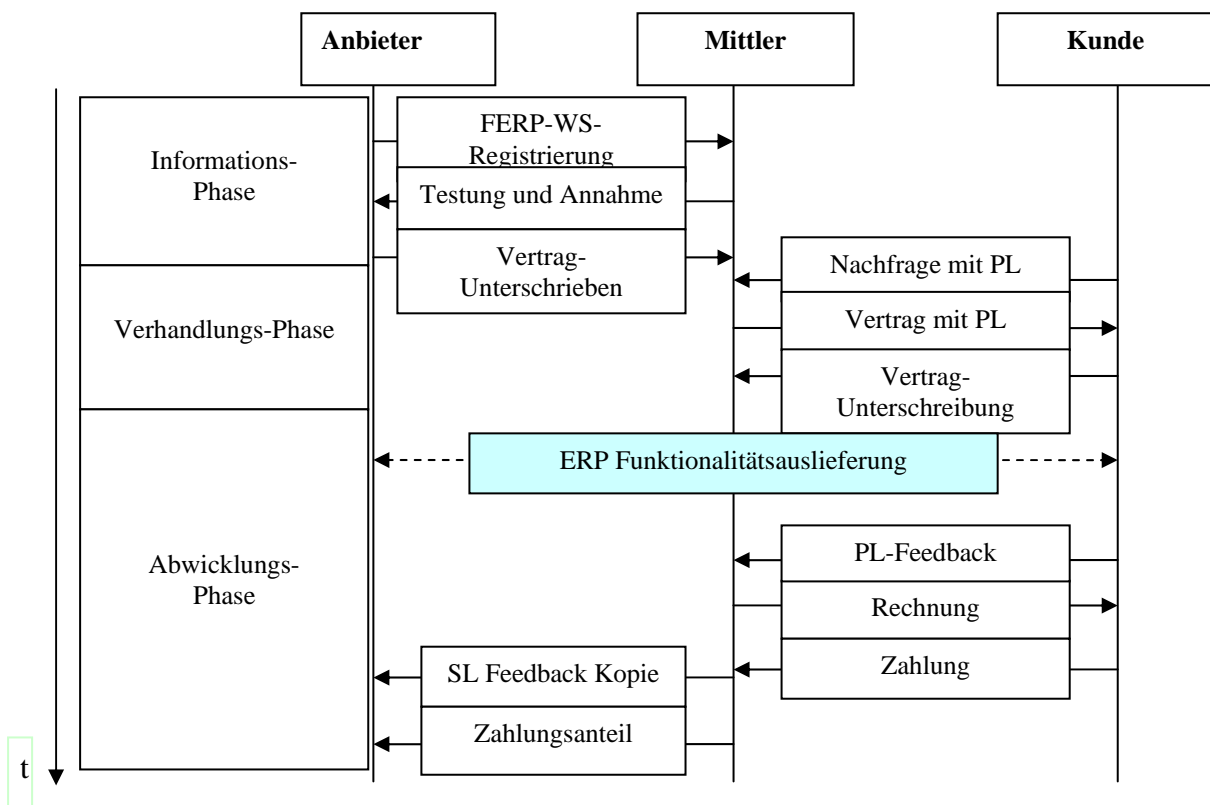 Anbieter
Mittler
Kunde
Informations-
Phase
FERP-WS-
Registrierung
Testung und Annahme
Vertrag-
Unterschrieben
Nachfrage mit PL
Verhandlungs-Phase
Vertrag mit PL
Vertrag-
Unterschreibung
ERP Funktionalitätsauslieferung
Abwicklungs-
Phase
PL-Feedback
Rechnung
Zahlung
SL Feedback Kopie
Zahlungsanteil
t